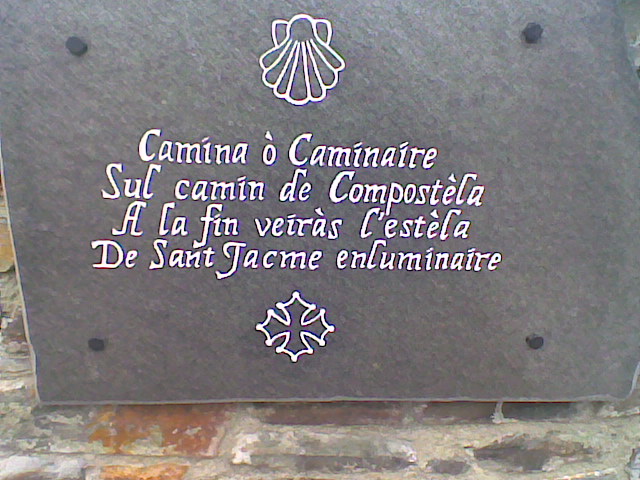 Camina ò Caminaire
Sul camin de Compostèla
A la fin veiràs l'estèla
De Sant Jacme enluminaire